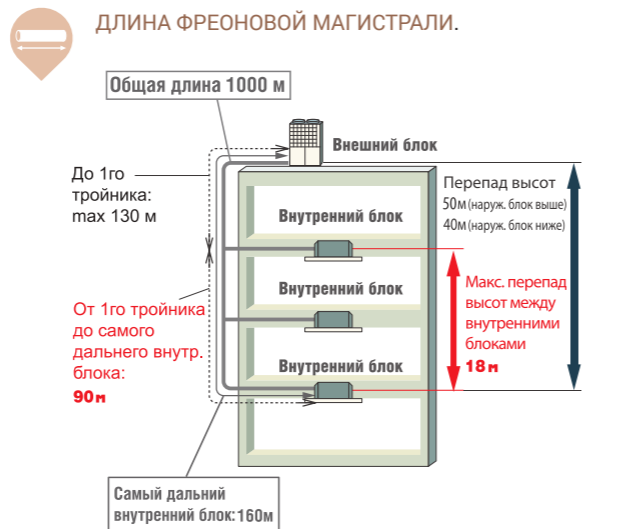 ДЛИНА ФРЕОНОВОЙ МАГИСТРАЛИ.
Общая длина 1000 м
Внешний блок
До 1го
тройника:
max 130 м
Перепад высот
50м (наруж. блок выше)
40м (наруж. блок ниже)
Внутренний блок
Внутренний блок
Макс. перепад
высот между
внутренними
блоками
18м
От 1го тройника
до самого
дальнего внутр.
блока:
90м
Внутренний блок
Самый дальний
внутренний блок:160м